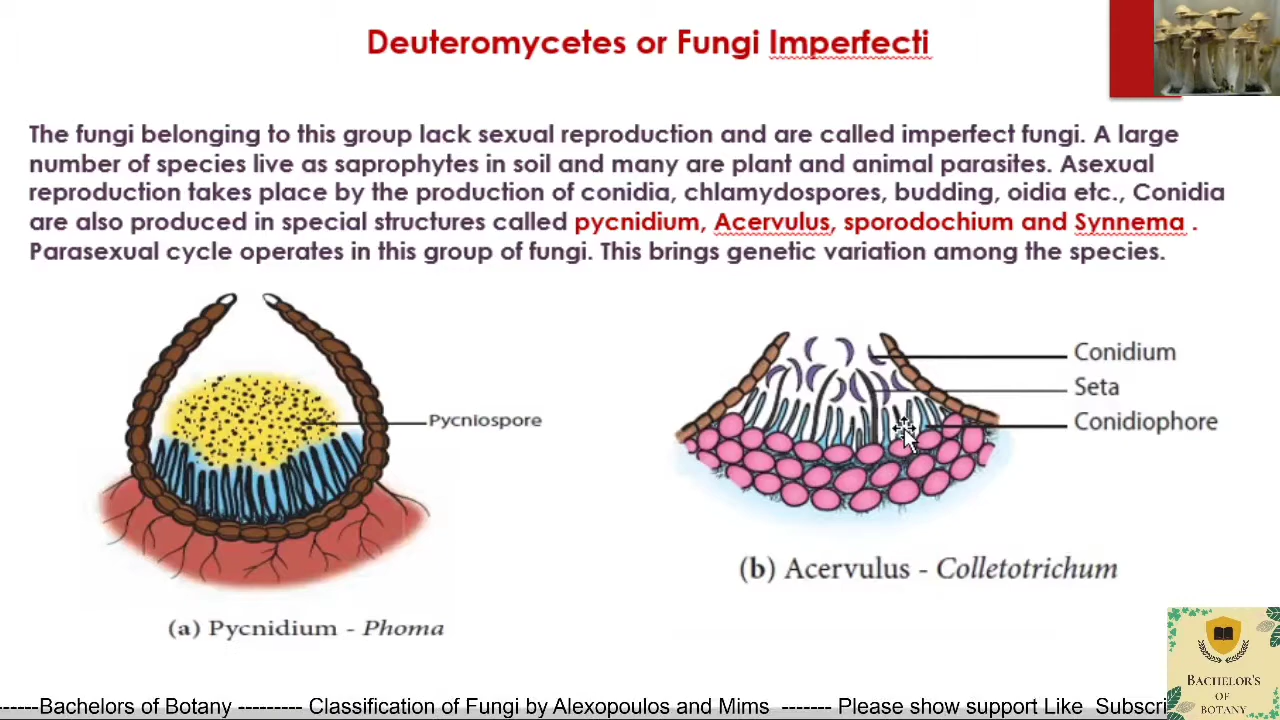 Deuteromycetes or Fungi Imperfecti
The fungi belonging to this group lack sexual reproduction and are called imperfect fungi. A large
number of species live as saprophytes in soil and many are plant and animal parasites. Asexual
reproduction takes place by the production of conidia, chlamydospores, budding, oidia etc., Conidia
are also produced in special structures called pycnidium, Acervulus, sporodochium and Synnema .
Parasexual cycle operates in this group of fungi. This brings genetic variation among the species.
Pycniospore
(a) Pycnidium - Phoma
Conidium
Seta
Conidiophore
(b) Acervulus - Colletotrichum
BACHELOR'S
OF
BOTANY
------Bachelors of Botany --------- Classification of Fungi by Alexopoulos and Mims ------- Please show support Like Subscri